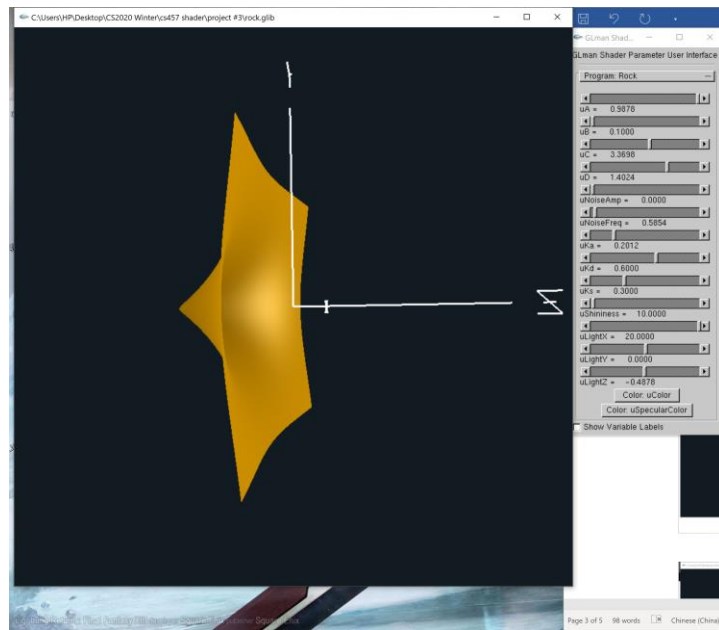 C:\Users\HP\Desktop\CS2020 Winter\cs457 shader\project #3\rock.glib
GLman Shad...
GLman Shader Parameter User Interface
Program: Rock
uA = 0.9878
uB = 0.1000
uC = 3.3698
uD = 1.4024
uNoiseAmp = 0.0000
uNoiseFreq = 0.5854
uKa = 0.2012
uKd = 0.6000
uKs = 0.3000
uShininess = 10.0000
uLightX = 20.0000
uLightY = 0.0000
uLightZ = -0.4878
Color: uColor
Color: uSpecularColor
Show Variable Labels
Y
Z
Page 3 of 5 98 words Chinese (China)